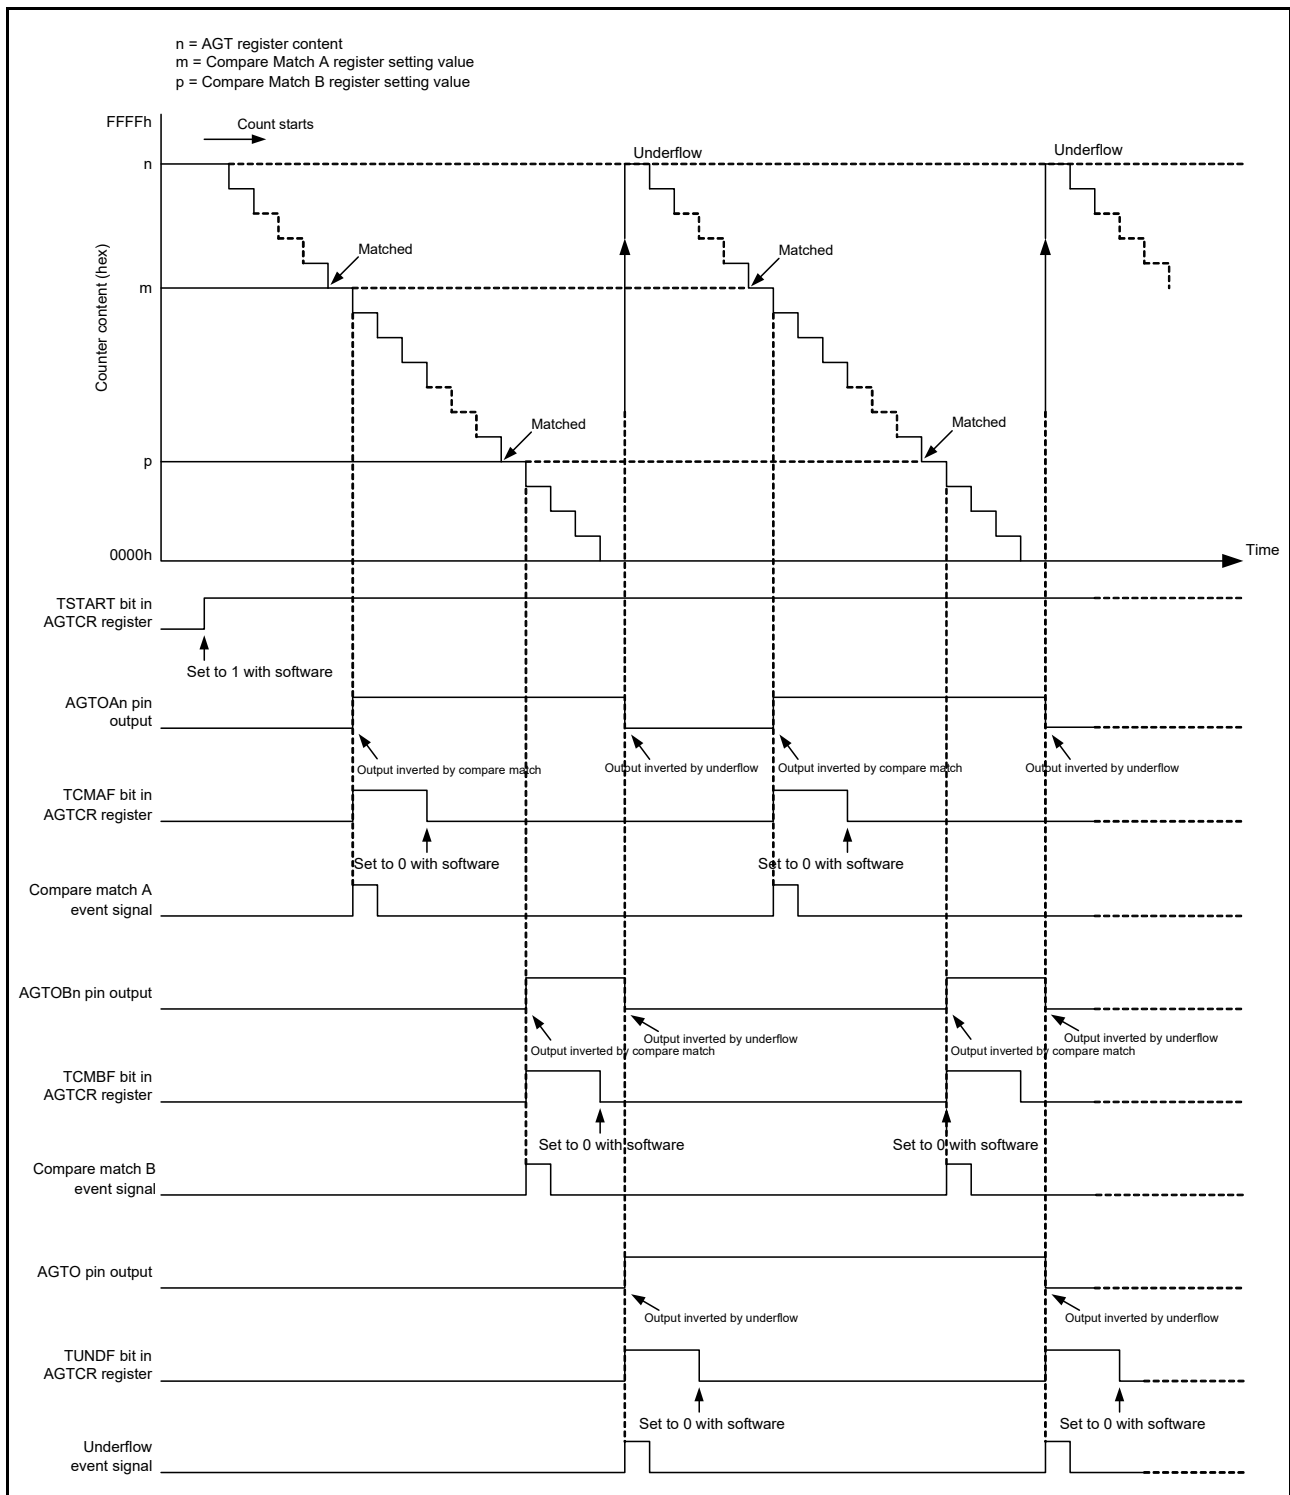 n = AGT register content
m = Compare Match A register setting value
p = Compare Match B register setting value
FFFFh
Count starts
n
Underflow
Underflow
Matched
Matched
Counter content (hex)
m
Matched
Matched
p
0000h
Time
TSTART bit in
AGTCR register
Set to 1 with software
AGTOAn pin
output
Output inverted by compare match
Output inverted by underflow
Output inverted by compare match
Output inverted by underflow
TCMAF bit in
AGTCR register
Set to 0 with software
Set to 0 with software
Compare match A
event signal
AGTOBn pin output
Output inverted by underflow
Output inverted by underflow
Output inverted by compare match
Output inverted by compare match
TCMBF bit in
AGTCR register
Set to 0 with software
Set to 0 with software
Compare match B
event signal
AGTO pin output
Output inverted by underflow
Output inverted by underflow
TUNDF bit in
AGTCR register
Set to 0 with software
Set to 0 with software
Underflow
event signal